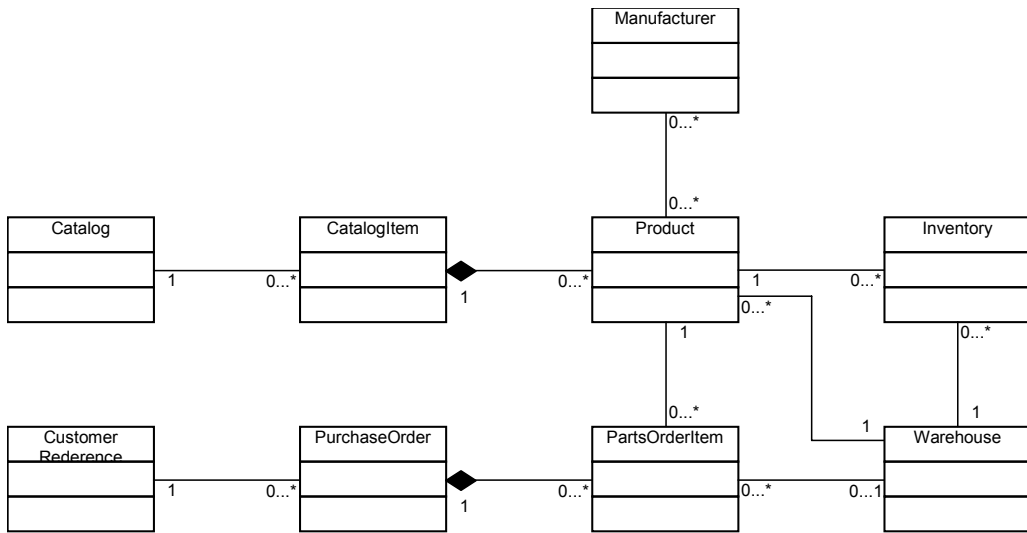 Manufacturer
0...*
0...*
Catalog
CatalogItem
Product
Inventory
1
0...*
1
0...*
1
0...*
0...*
1
0...*
0...*
1
1
Customer
Rederence
PurchaseOrder
PartsOrderItem
Warehouse
1
0...*
1
0...*
0...*
0...1